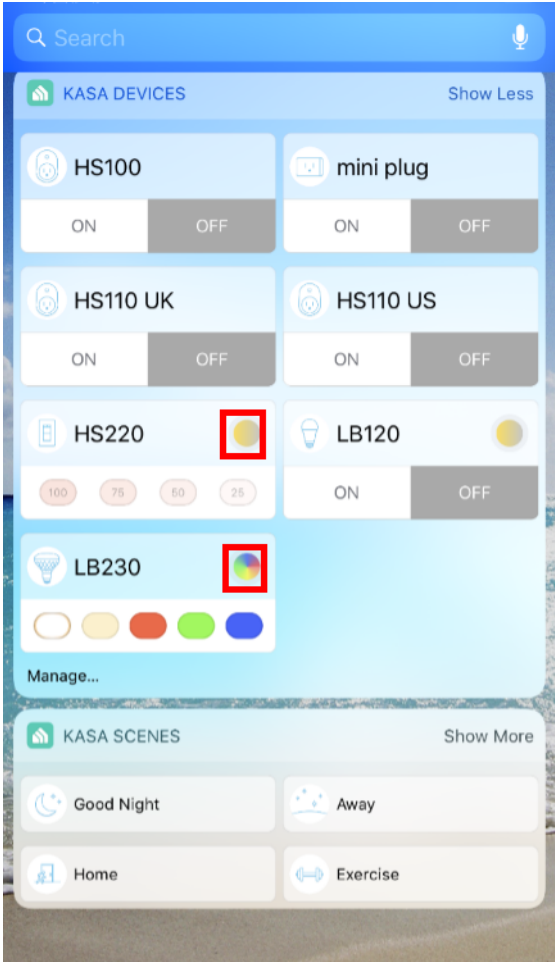 Search
KASA DEVICES Show Less
HS100 mini plug
ON OFF ON OFF
HS110 UK HS110 US
ON OFF ON OFF
HS220 LB120
100 75 50 25 ON OFF
LB230
Manage...
KASA SCENES Show More
Good Night Away
Home Exercise